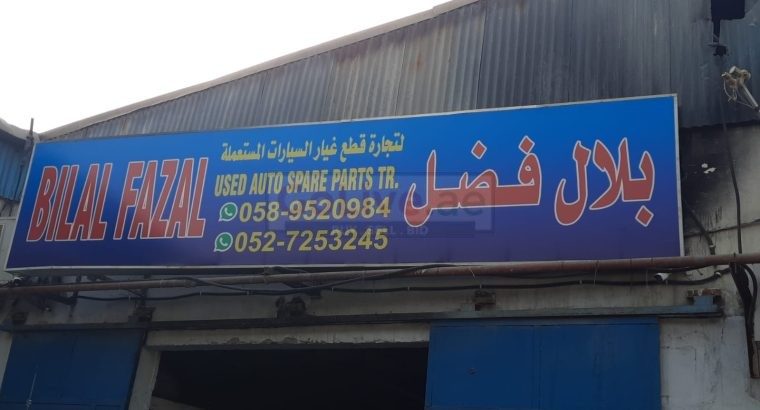 BILAL FAZAL
لتجارة قطع غيار السيارات المستعملة
USED AUTO SPARE PARTS TR.
058-9520984
052-7253245
بلال فضل